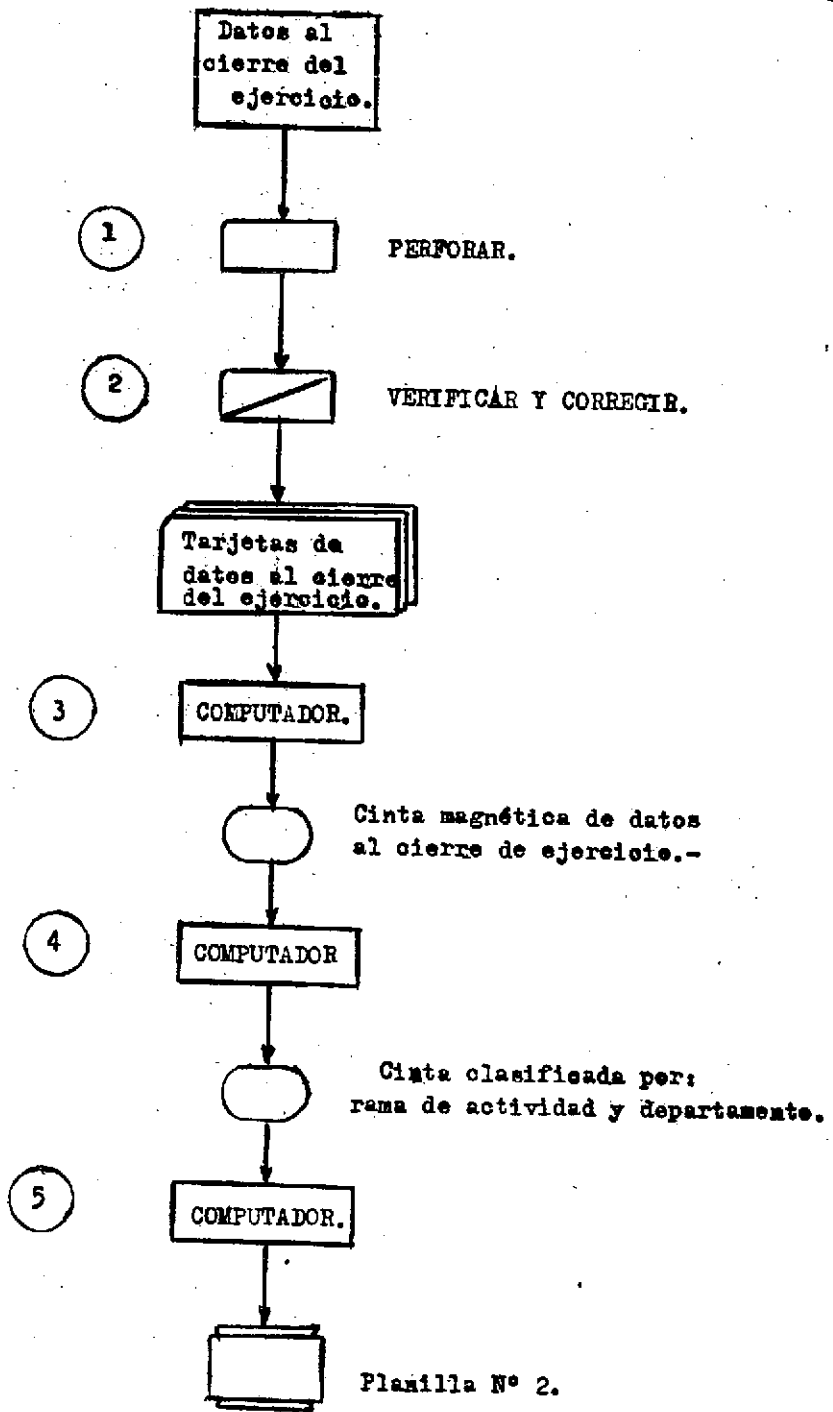 Datos al
cierre del
ejercicio.
1
PERFORAR.
2
VERIFICAR Y CORREGIR.
Tarjetas de
datos al cierre
del ejercicio.
3
COMPUTADOR.
Cinta magnética de datos
al cierre de ejercicio.-
4
COMPUTADOR
Cinta clasificada por:
rama de actividad y departamento.
5
COMPUTADOR.
Planilla Nº 2.